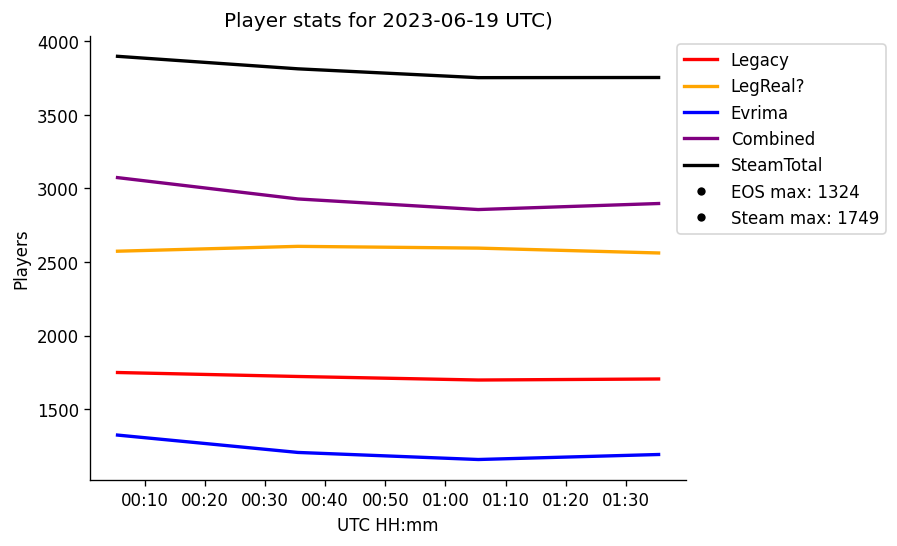 Player stats for 2023-06-19 UTC)
Players
4000
3500
3000
2500
2000
1500
00:10 00:20 00:30 00:40 00:50 01:00 01:10 01:20 01:30
UTC HH:mm
Legacy
LegReal?
Evrima
Combined
SteamTotal
EOS max: 1324
Steam max: 1749